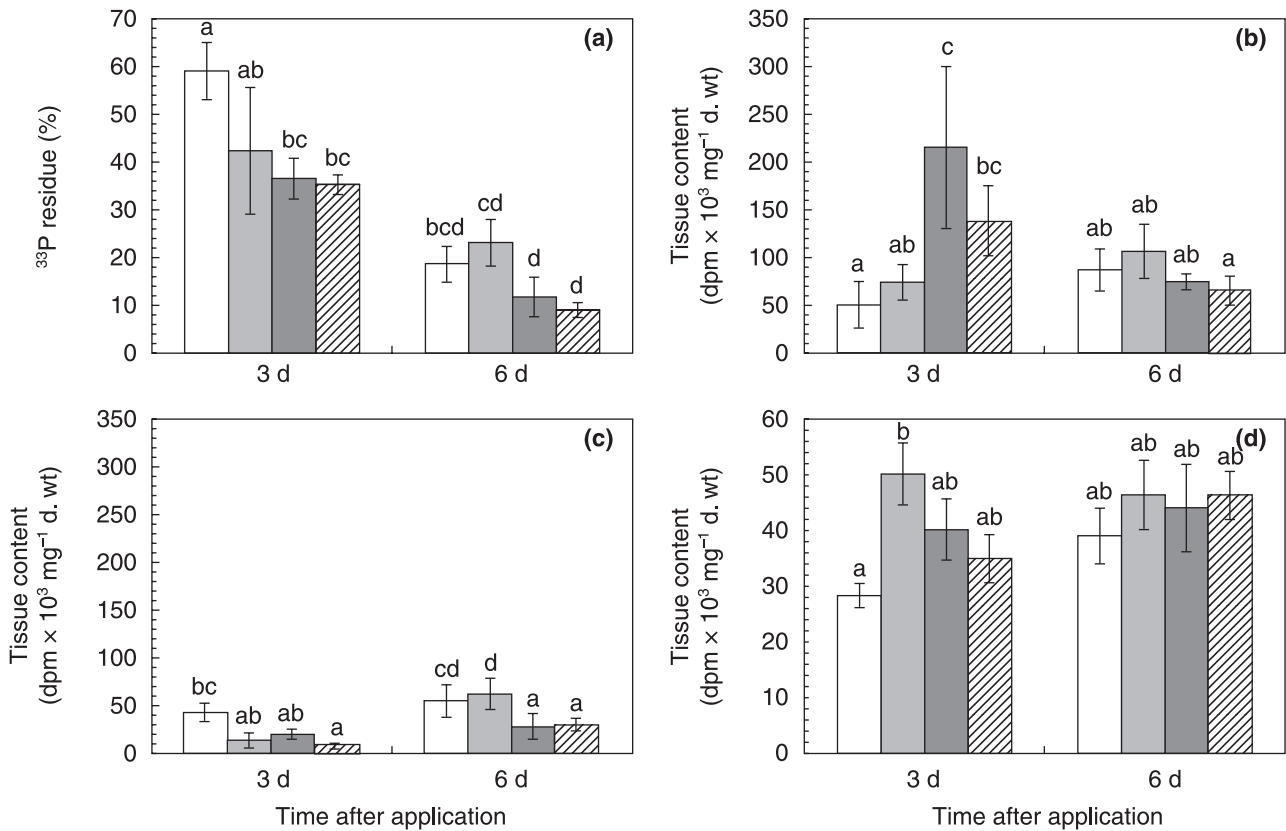 (a)
³³P residue (%)
70
60
50
40
30
20
10
0
a
ab
bc
bc
bcd
cd
d
d
3 d
6 d
(b)
Tissue content
(dpm × 10³ mg⁻¹ d. wt)
350
300
250
200
150
100
50
0
a
ab
c
bc
ab
ab
ab
a
3 d
6 d
(c)
Tissue content
(dpm × 10³ mg⁻¹ d. wt)
350
300
250
200
150
100
50
0
bc
ab
ab
a
cd
d
a
a
3 d
6 d
Time after application
(d)
Tissue content
(dpm × 10³ mg⁻¹ d. wt)
60
50
40
30
20
10
0
a
b
ab
ab
ab
ab
ab
ab
3 d
6 d
Time after application